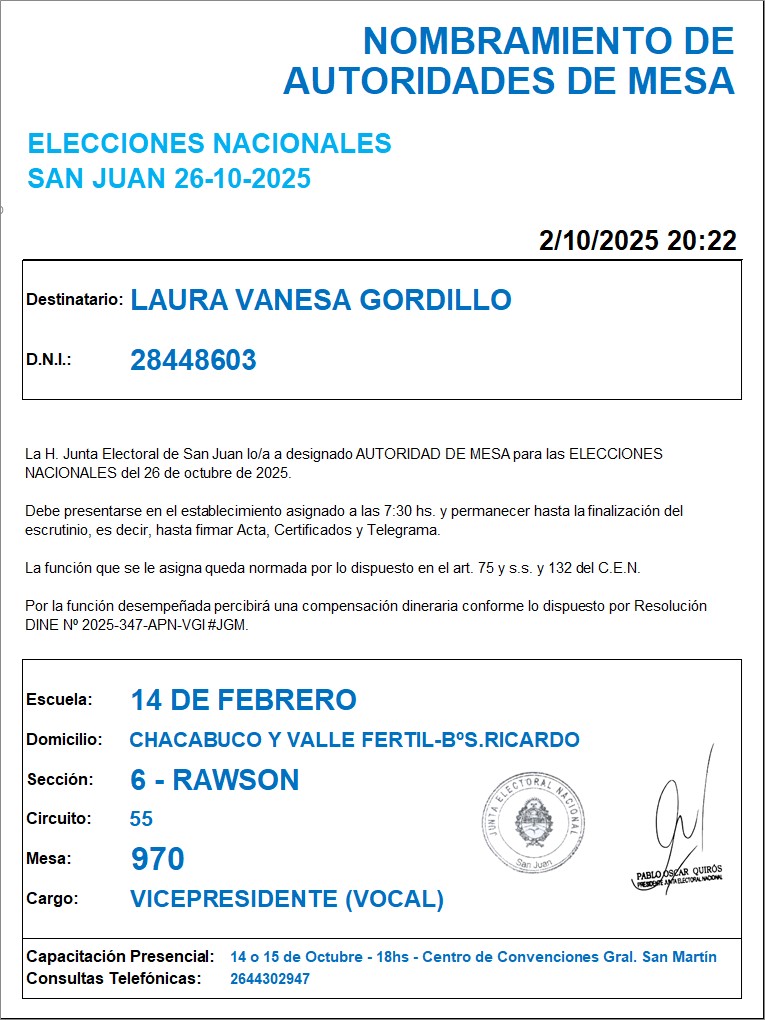 NOMBRAMIENTO DE
AUTORIDADES DE MESA
ELECCIONES NACIONALES
SAN JUAN 26-10-2025
2/10/2025 20:22
Destinatario: LAURA VANESA GORDILLO
D.N.I.: 28448603
La H. Junta Electoral de San Juan lo/a a designado AUTORIDAD DE MESA para las ELECCIONES
NACIONALES del 26 de octubre de 2025.
Debe presentarse en el establecimiento asignado a las 7:30 hs. y permanecer hasta la finalización del
escrutinio, es decir, hasta firmar Acta, Certificados y Telegrama.
La función que se le asigna queda normada por lo dispuesto en el art. 75 y s.s. y 132 del C.E.N.
Por la función desempeñada percibirá una compensación dineraria conforme lo dispuesto por Resolución
DINE Nº 2025-347-APN-VGI#JGM.
Escuela: 14 DE FEBRERO
Domicilio: CHACABUCO Y VALLE FERTIL-BºS.RICARDO
Sección: 6 - RAWSON
Circuito: 55
Mesa: 970
Cargo: VICEPRESIDENTE (VOCAL)
JUNTA ELECTORAL NACIONAL
San Juan
PABLO OSCAR QUIRÓS
PRESIDENTE JUNTA ELECTORAL NACIONAL
Capacitación Presencial: 14 o 15 de Octubre - 18hs - Centro de Convenciones Gral. San Martín
Consultas Telefónicas: 2644302947